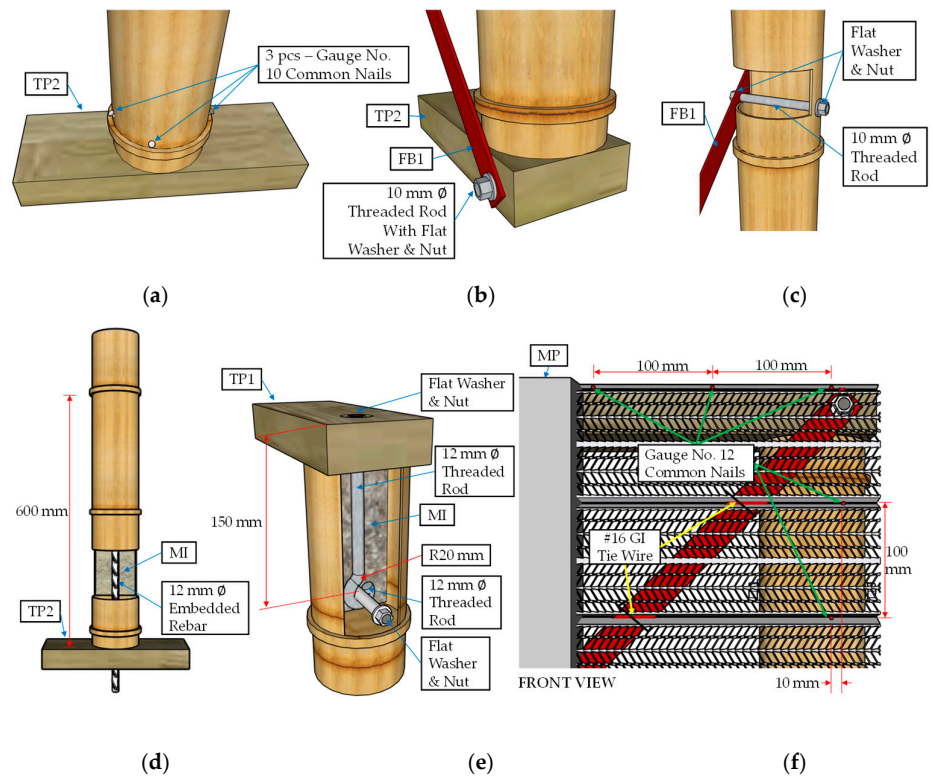 3 pcs – Gauge No.
10 Common Nails
TP2
(a)
TP2
FB1
10 mm Ø
Threaded Rod
With Flat
Washer & Nut
(b)
Flat
Washer
& Nut
FB1
10 mm Ø
Threaded
Rod
(c)
600 mm
MI
12 mm Ø
Embedded
Rebar
TP2
(d)
TP1
Flat Washer
& Nut
12 mm Ø
Threaded
Rod
150 mm
MI
R20 mm
12 mm Ø
Threaded
Rod
Flat
Washer
& Nut
(e)
MP
100 mm
100 mm
Gauge No. 12
Common Nails
#16 GI
Tie Wire
100
mm
FRONT VIEW
10 mm
(f)